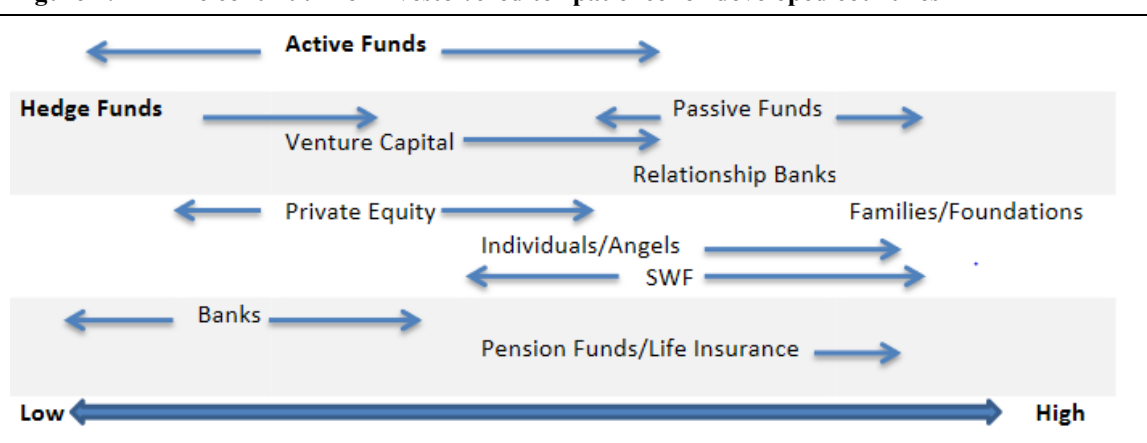 Active Funds
Hedge Funds
Passive Funds
Venture Capital
Relationship Banks
Private Equity
Families/Foundations
Individuals/Angels
SWF
Banks
Pension Funds/Life Insurance
Low
High